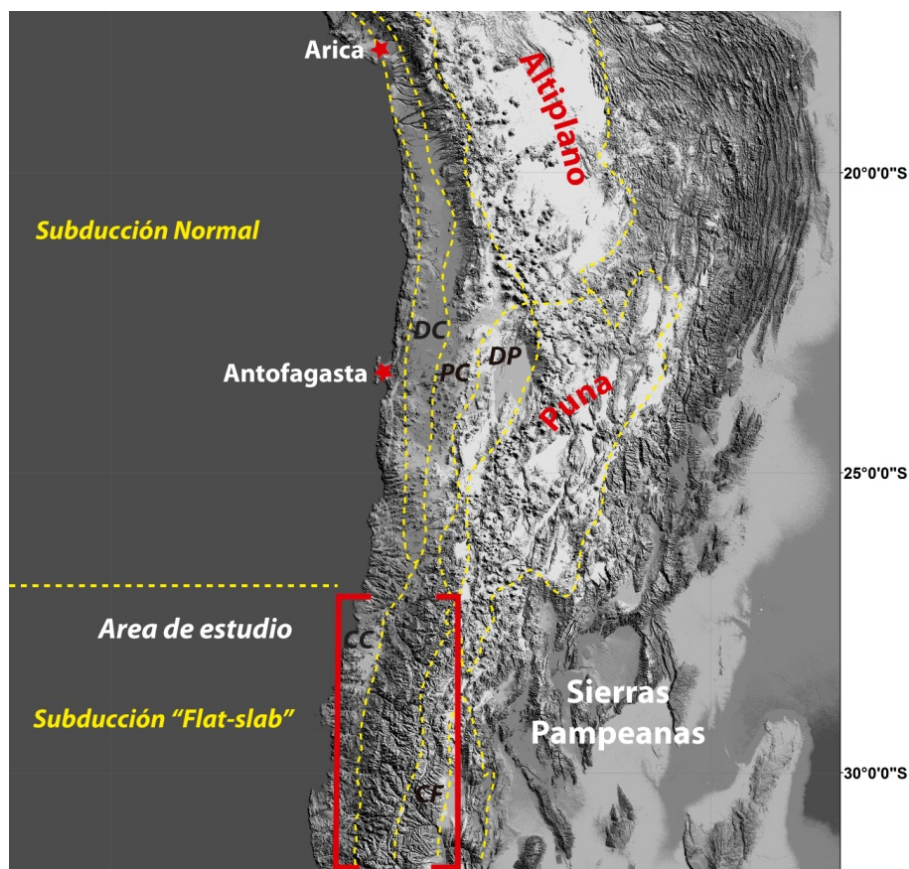 Arica
Altiplano
20°0'0"S
Subducción Normal
DC
Antofagasta
PC
DP
Puna
25°0'0"S
Area de estudio
CC
Subducción "Flat-slab"
Sierras
Pampeanas
30°0'0"S
CF